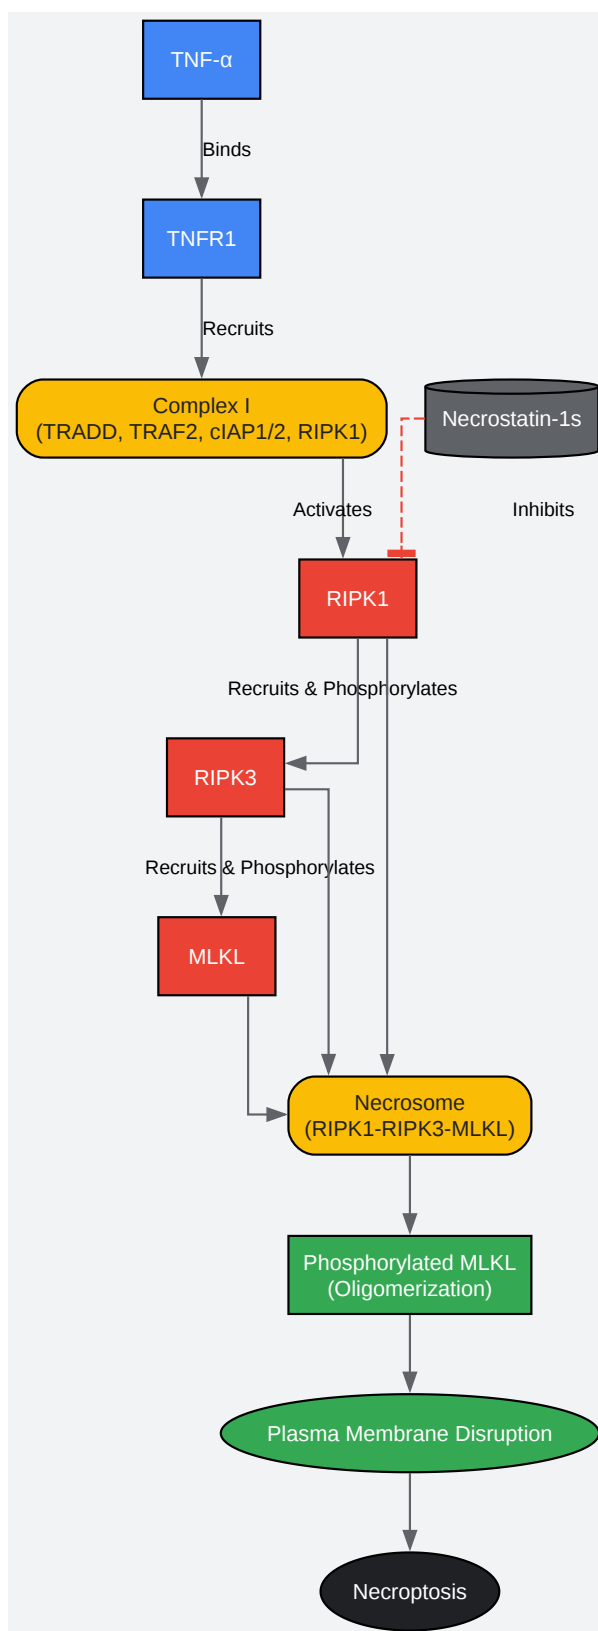 TNF-α
Binds
TNFR1
Recruits
Complex I
(TRADD, TRAF2, cIAP1/2, RIPK1)
Necrostatin-1s
Activates
Inhibits
RIPK1
Recruits & Phosphorylates
RIPK3
Recruits & Phosphorylates
MLKL
Necrosome
(RIPK1-RIPK3-MLKL)
Phosphorylated MLKL
(Oligomerization)
Plasma Membrane Disruption
Necroptosis